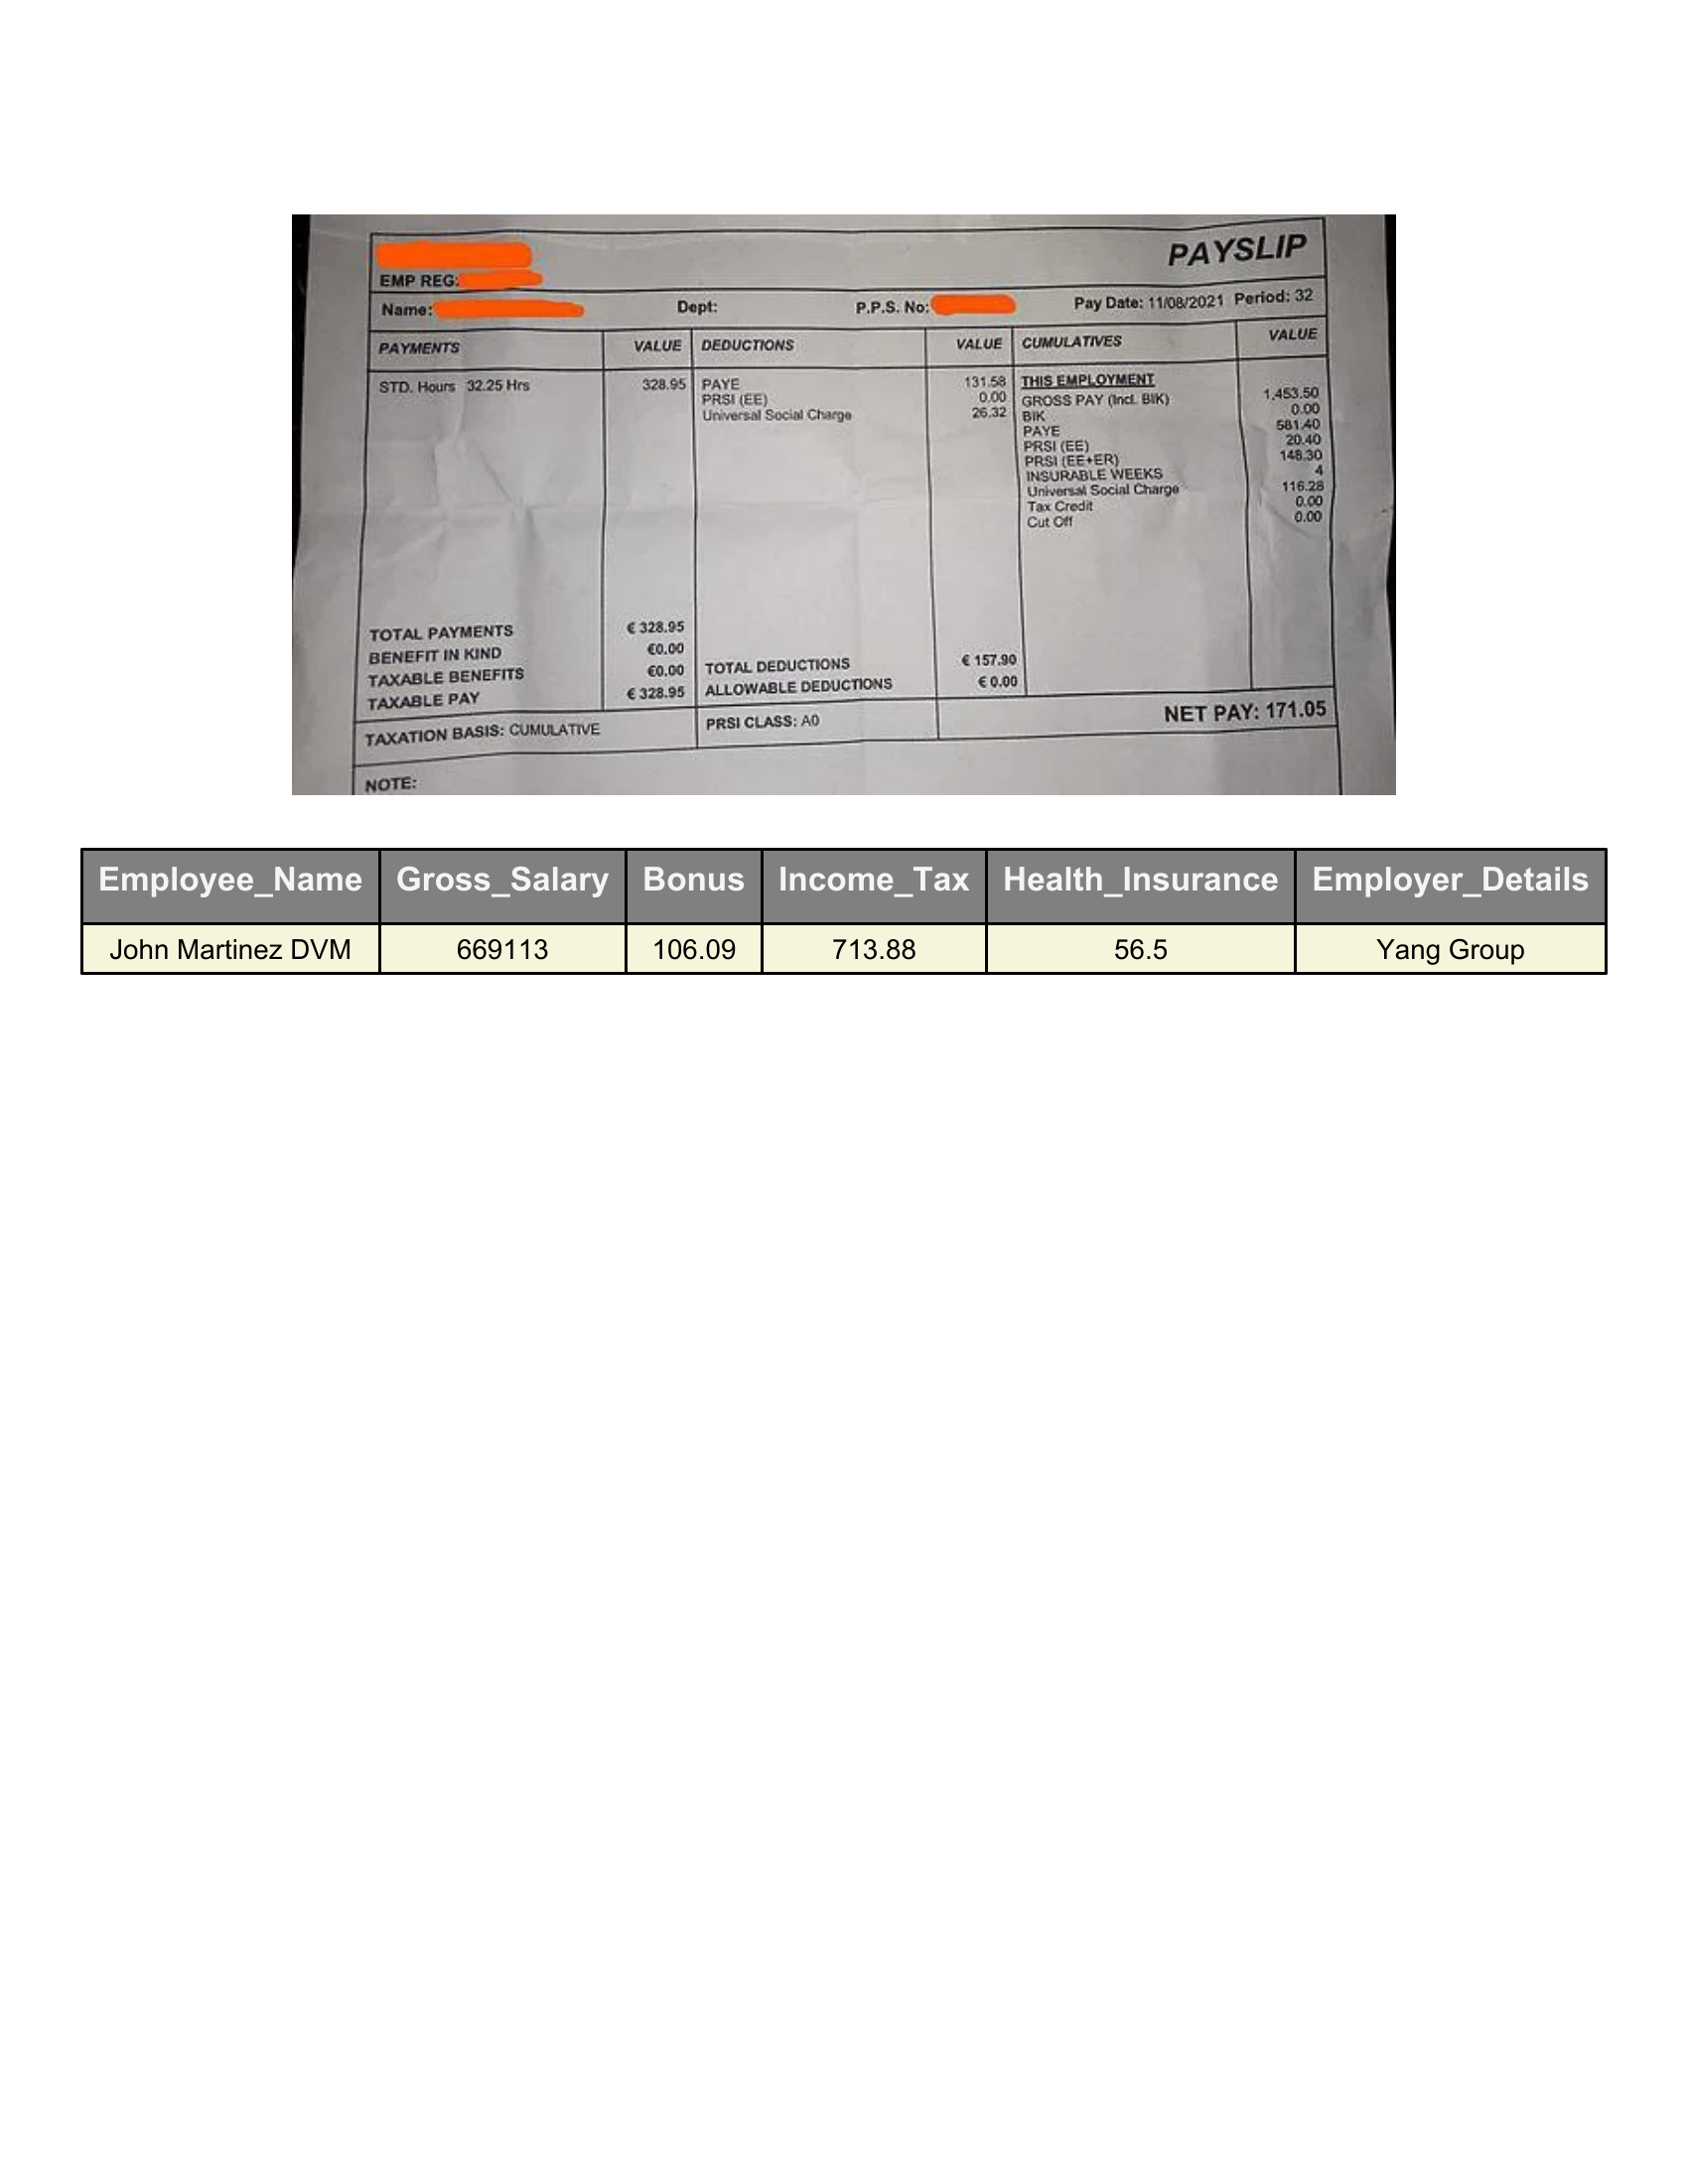 PAYSLIP
EMP REG:
Name: Dept: P.P.S. No: Pay Date: 11/08/2021 Period: 32
PAYMENTS VALUE DEDUCTIONS VALUE CUMULATIVES VALUE
STD. Hours 32.25 Hrs 328.95 PAYE 131.58 THIS EMPLOYMENT
PRSI (EE) 0.00 GROSS PAY (Incl. BIK) 1,453.50
Universal Social Charge 26.32 BIK 0.00
PAYE 581.40
PRSI (EE) 20.40
PRSI (EE+ER) 148.30
INSURABLE WEEKS 4
Universal Social Charge 116.28
Tax Credit 0.00
Cut Off 0.00
TOTAL PAYMENTS € 328.95
BENEFIT IN KIND €0.00
TAXABLE BENEFITS €0.00 TOTAL DEDUCTIONS € 157.90
TAXABLE PAY € 328.95 ALLOWABLE DEDUCTIONS € 0.00
TAXATION BASIS: CUMULATIVE PRSI CLASS: A0 NET PAY: 171.05
NOTE:
Employee_Name Gross_Salary Bonus Income_Tax Health_Insurance Employer_Details
John Martinez DVM 669113 106.09 713.88 56.5 Yang Group